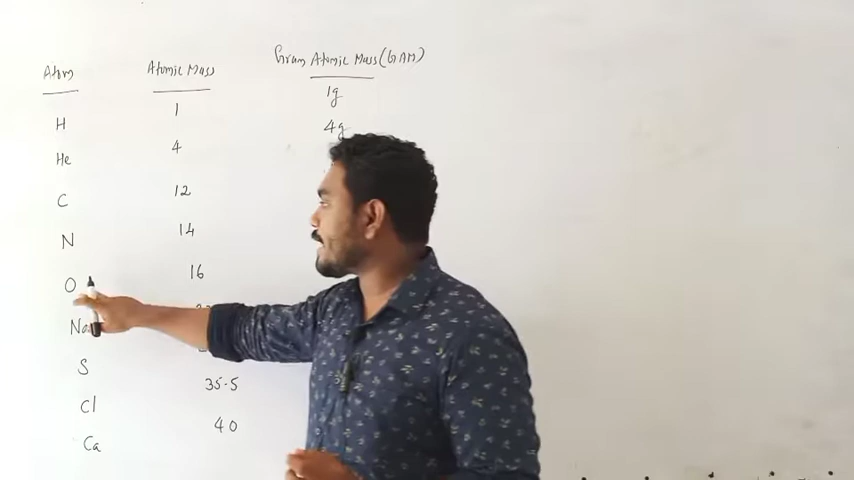 Atom Atomic Mass Gram Atomic Mass (GAM)
H 1 1g
He 4 4g
C 12
N 14
O 16
Na
S
Cl 35.5
Ca 40